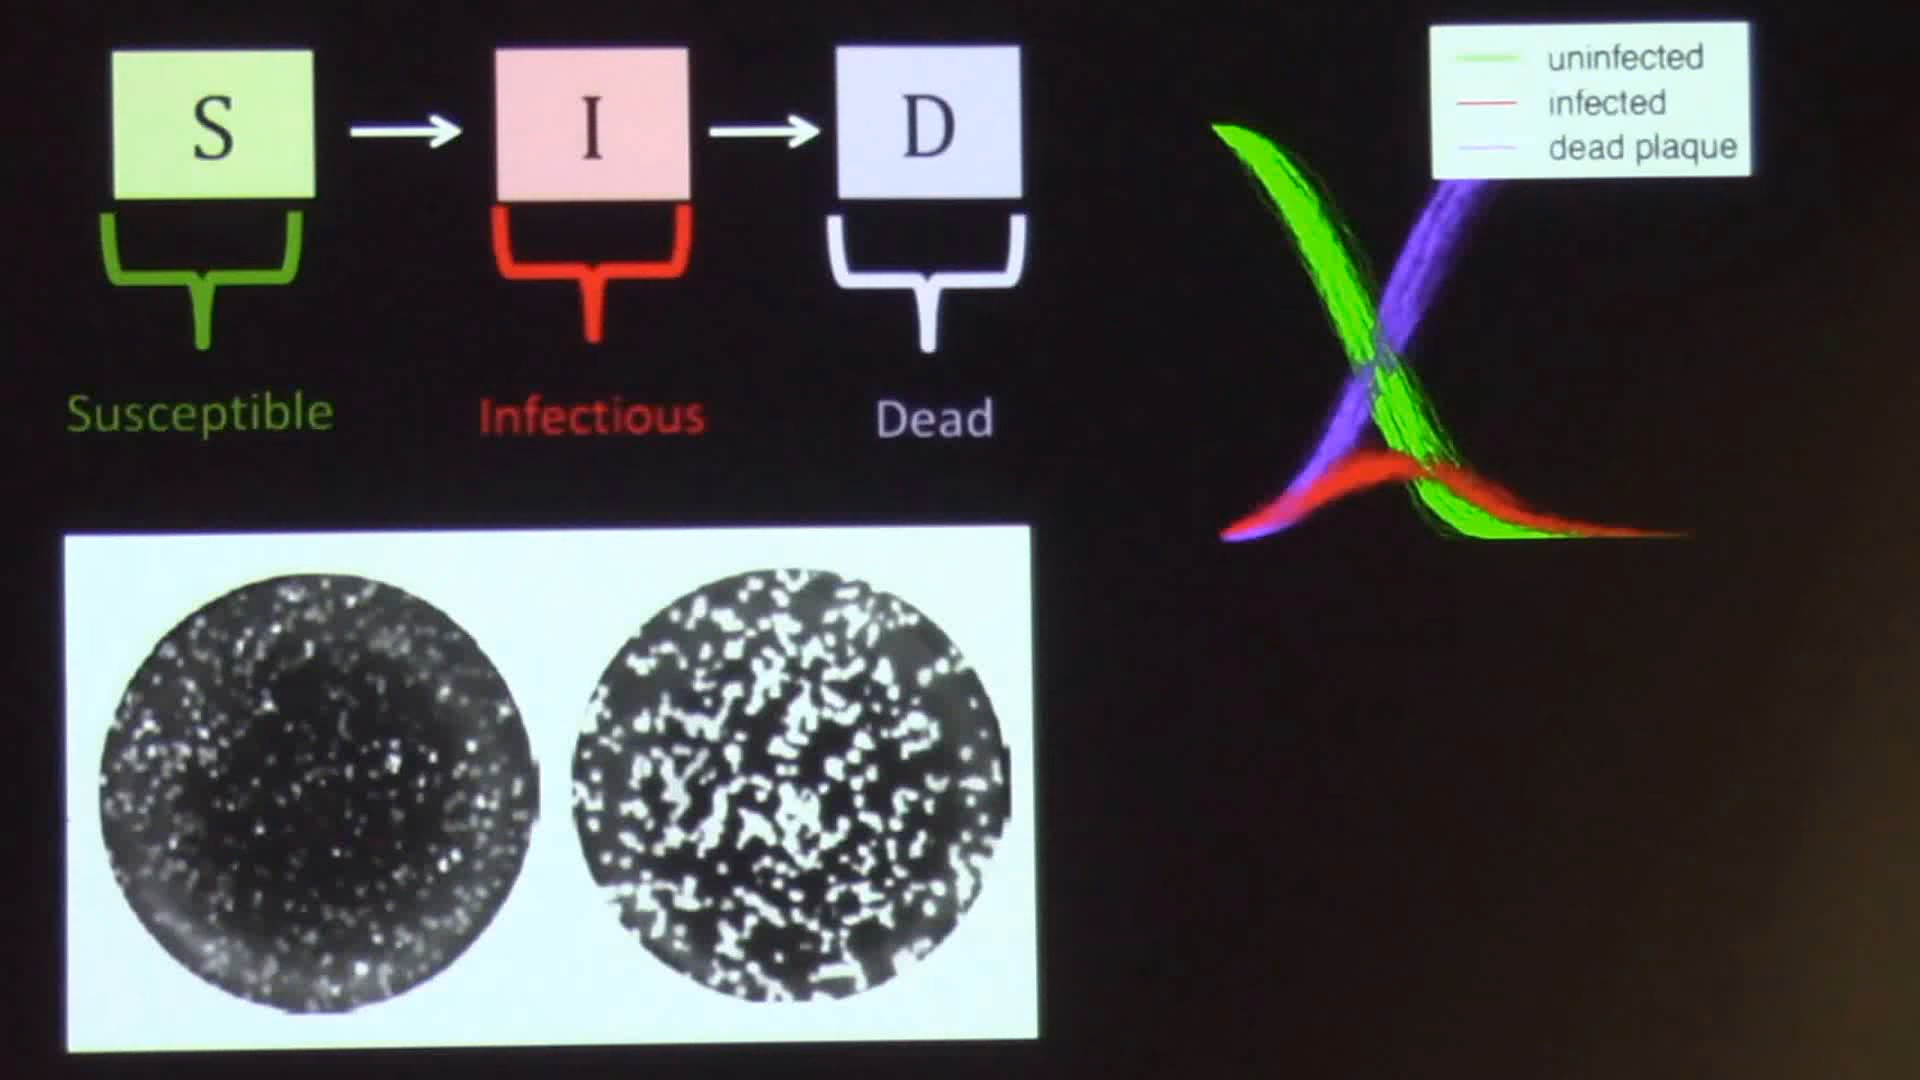 S
I
D
Susceptible
Infectious
Dead
uninfected
infected
dead plaque